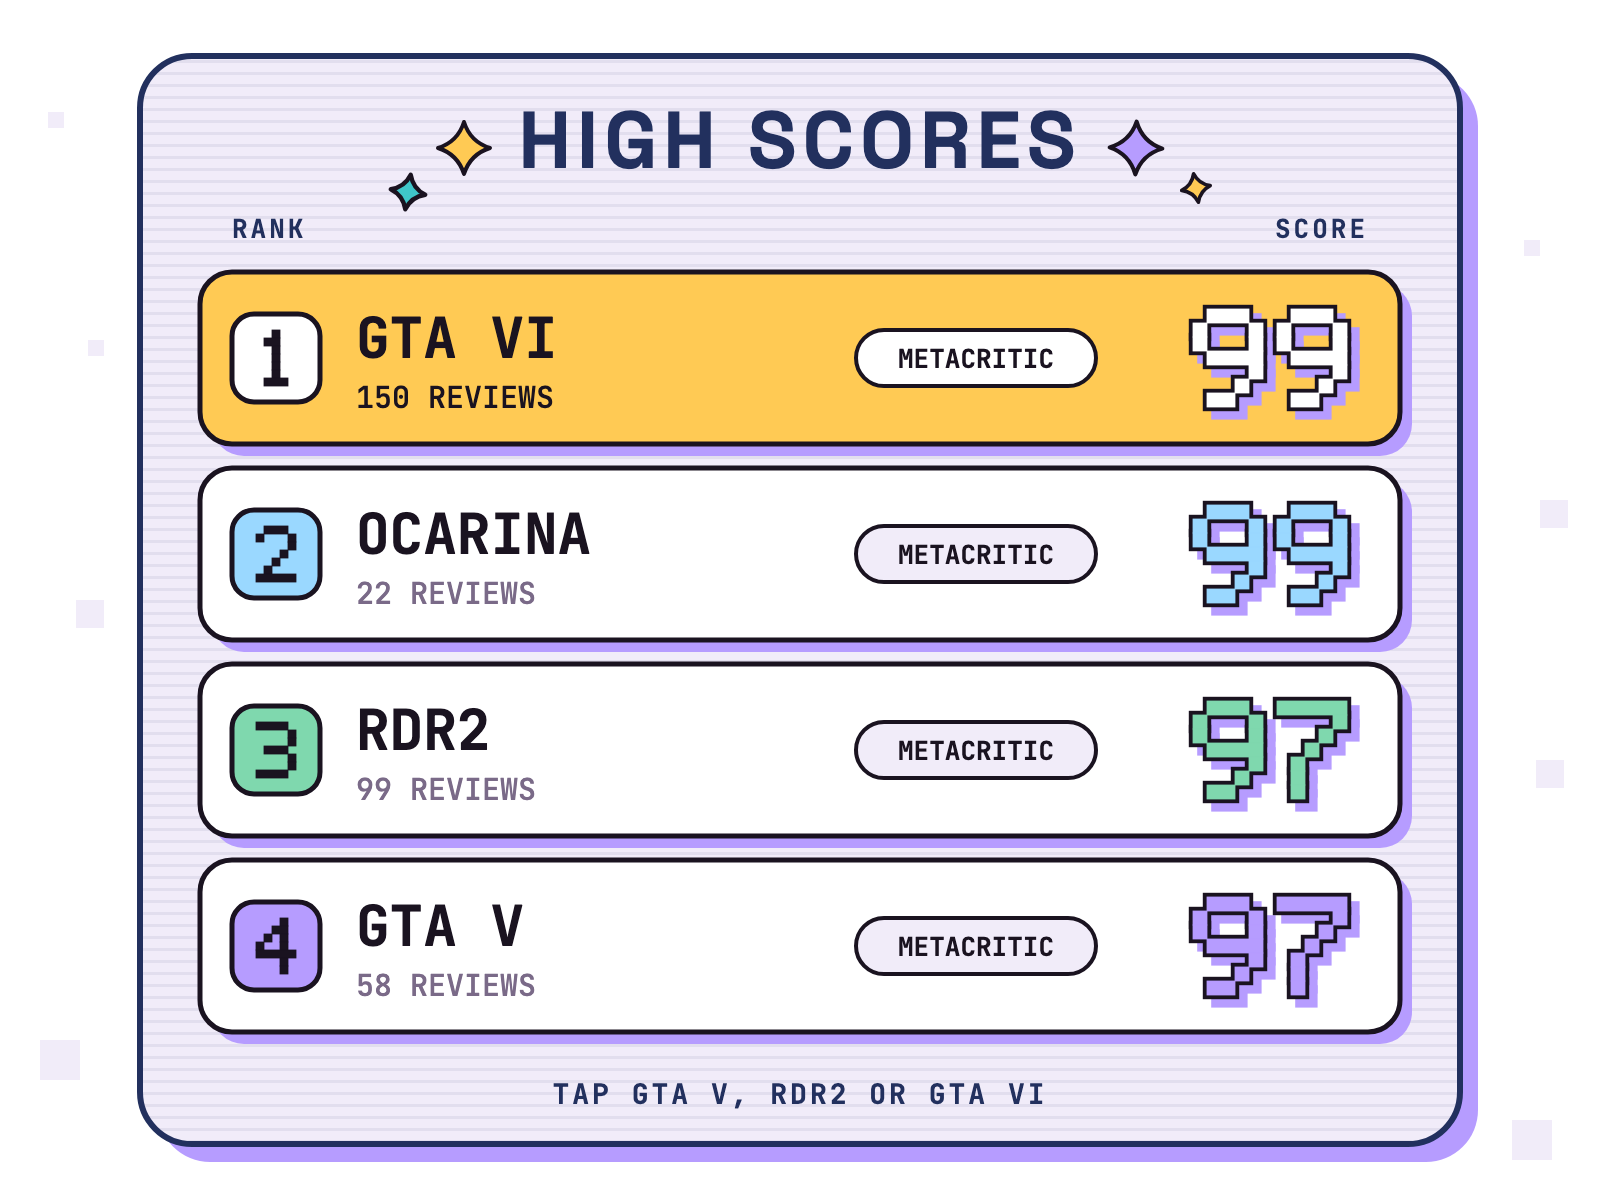 HIGH SCORES
RANK SCORE
1 GTA VI METACRITIC 99
150 REVIEWS
2 OCARINA METACRITIC 99
22 REVIEWS
3 RDR2 METACRITIC 97
99 REVIEWS
4 GTA V METACRITIC 97
58 REVIEWS
TAP GTA V, RDR2 OR GTA VI